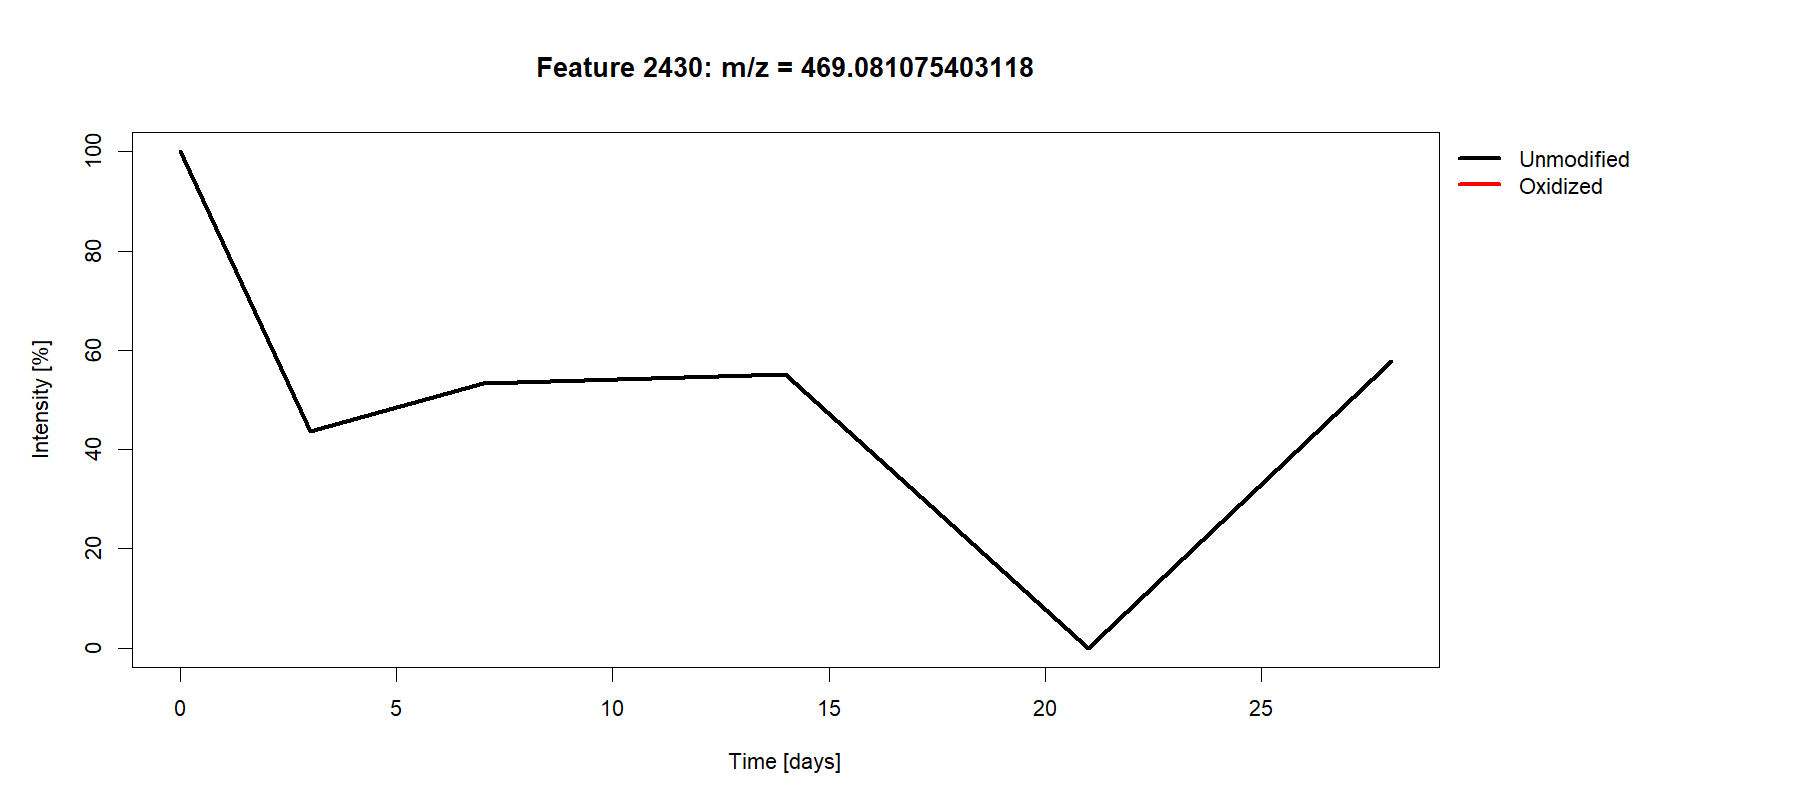 Feature 2430: m/z = 469.081075403118
Unmodified
Oxidized
Intensity [%]
100
80
60
40
20
0
0 5 10 15 20 25
Time [days]